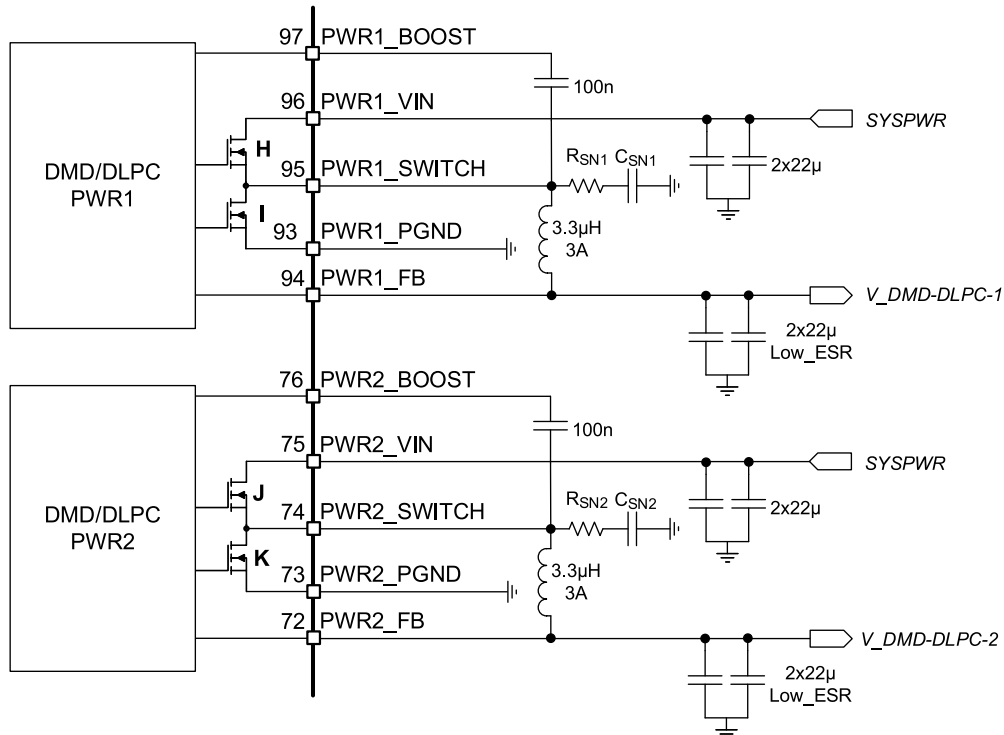 97 PWR1_BOOST
100n
96 PWR1_VIN
SYSPWR
H
2x22µ
DMD/DLPC
PWR1
95 PWR1_SWITCH
RSN1 CSN1
I
3.3µH
3A
93 PWR1_PGND
94 PWR1_FB
V_DMD-DLPC-1
2x22µ
Low_ESR
76 PWR2_BOOST
100n
75 PWR2_VIN
SYSPWR
J
2x22µ
DMD/DLPC
PWR2
74 PWR2_SWITCH
RSN2 CSN2
K
3.3µH
3A
73 PWR2_PGND
72 PWR2_FB
V_DMD-DLPC-2
2x22µ
Low_ESR